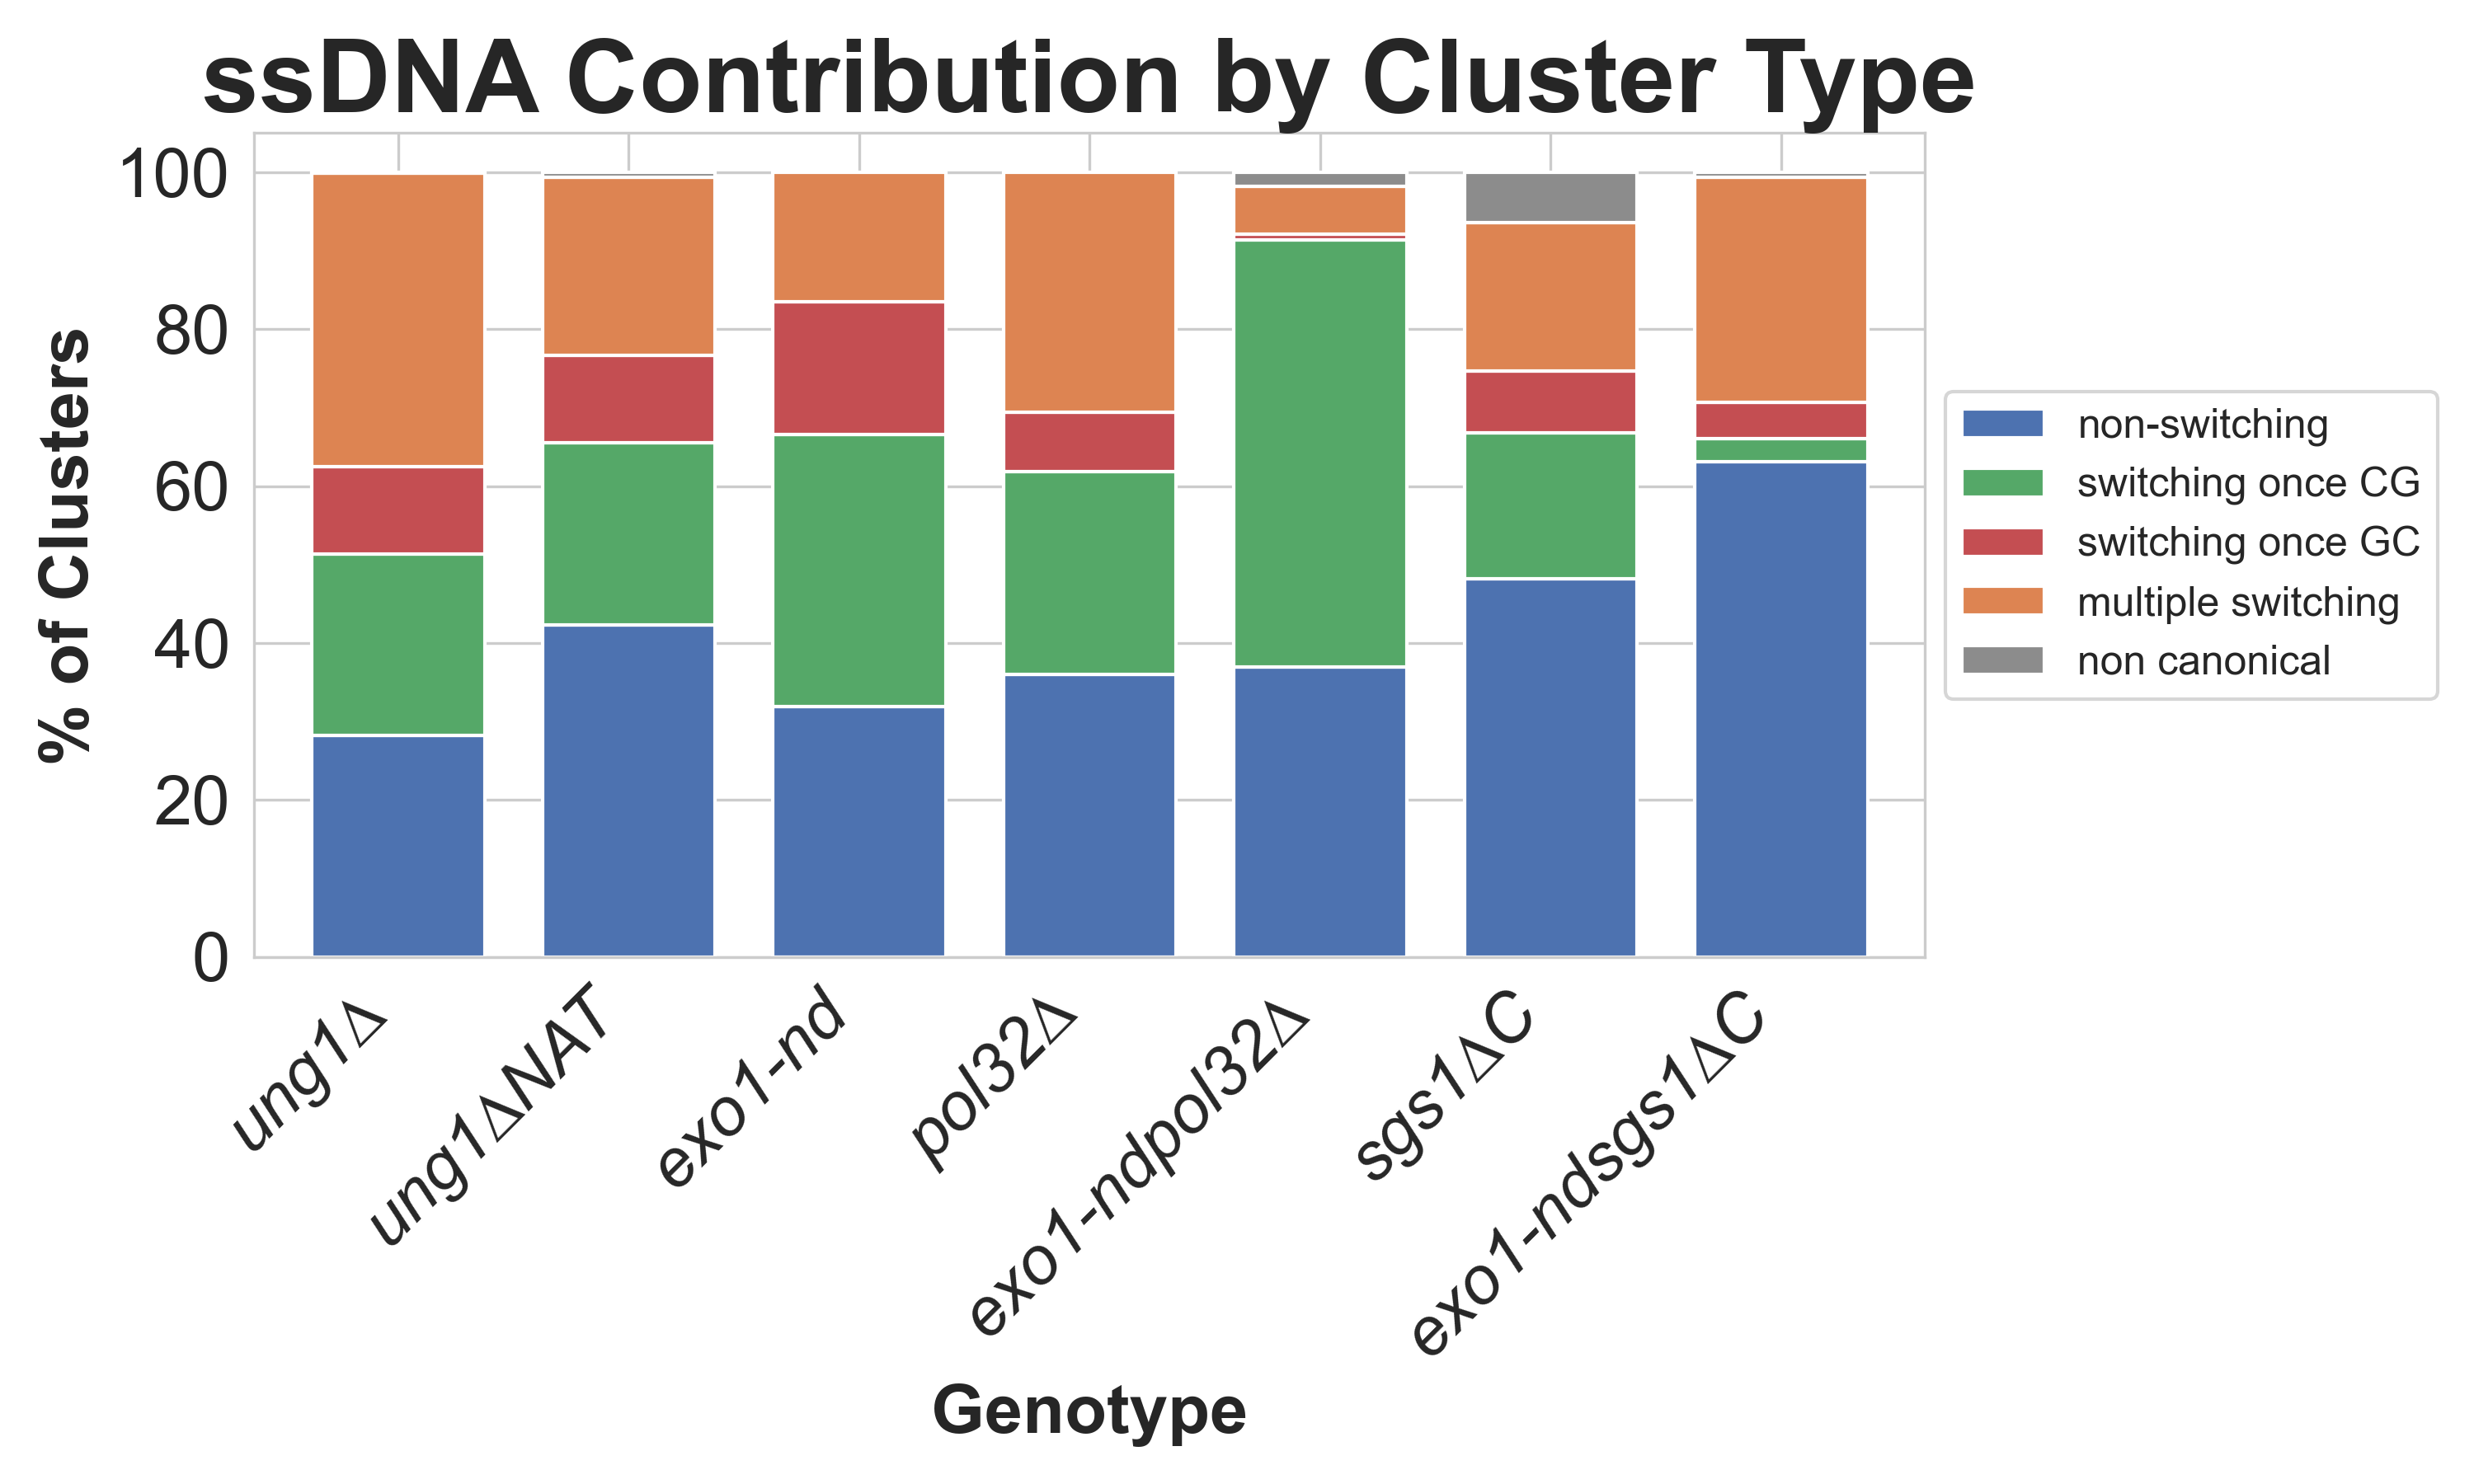 ssDNA Contribution by Cluster Type
% of Clusters
100
80
60
40
20
0
ung1Δ
ung1ΔNAT
exo1-nd
pol32Δ
exo1-ndpol32Δ
sgs1ΔC
exo1-ndsgs1ΔC
Genotype
non-switching
switching once CG
switching once GC
multiple switching
non canonical